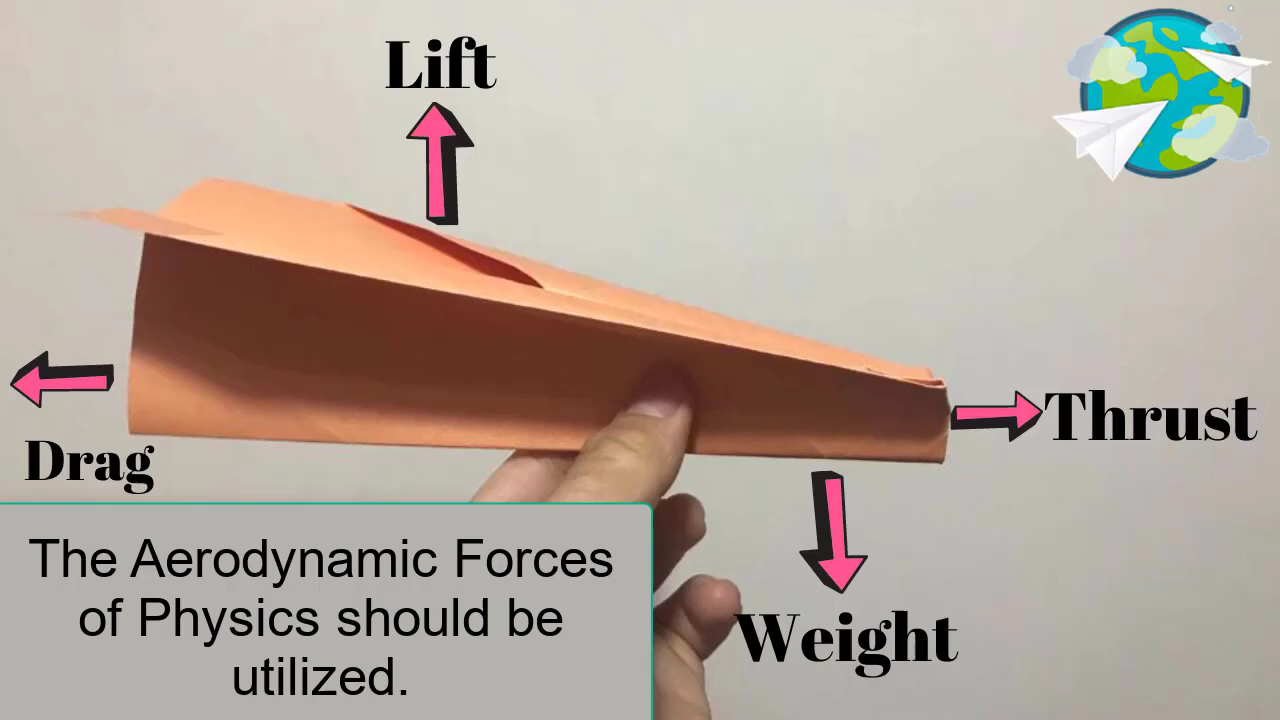 Lift
Thrust
Drag
The Aerodynamic Forces
of Physics should be
utilized.
Weight